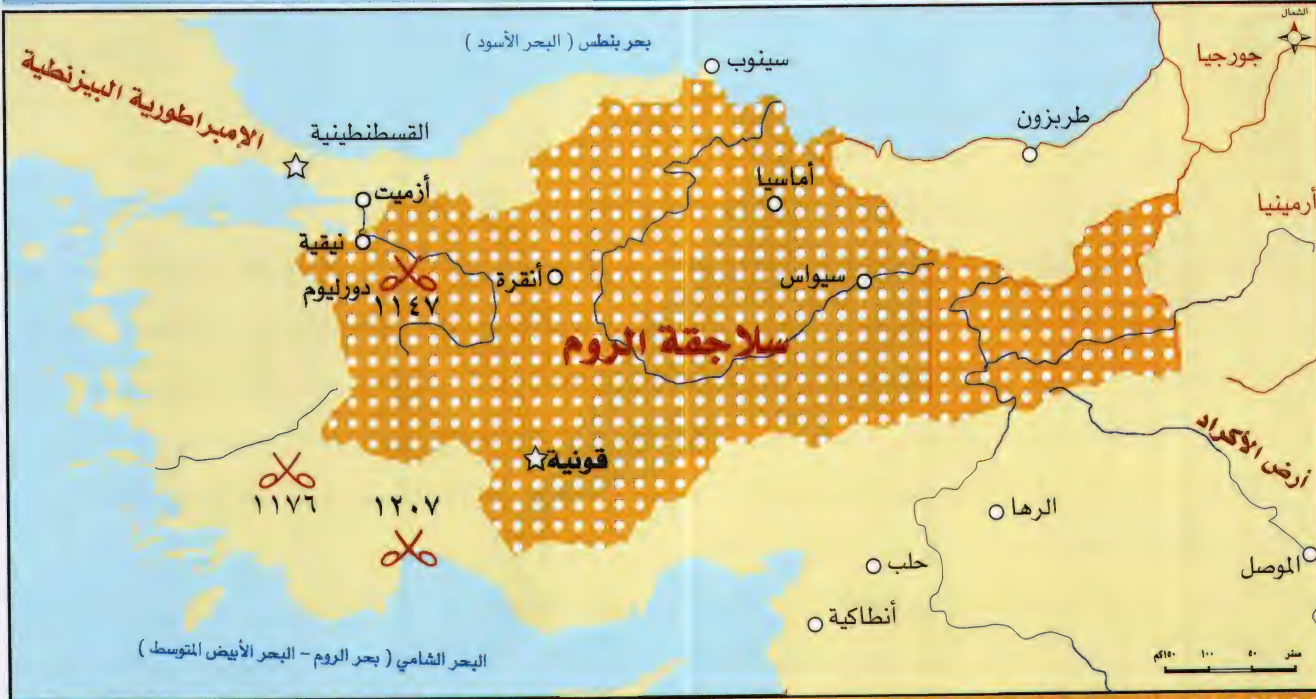 الشمال
جورجيا
بحر بنطس ( البحر الأسود )
سينوب
الإمبراطورية البيزنطية
القسطنطينية
طربزون
أرمينيا
أماسيا
أزميت
نيقية
دورليوم
١١٤٧
أنقرة
سيواس
سلاجقة الروم
قونية
أرض الأكراد
١١٧٦
١٢٠٧
الرها
حلب
الموصل
أنطاكية
البحر الشامي ( بحر الروم – البحر الأبيض المتوسط )
صفر ٥٠ ١٠٠ ١٥٠كم